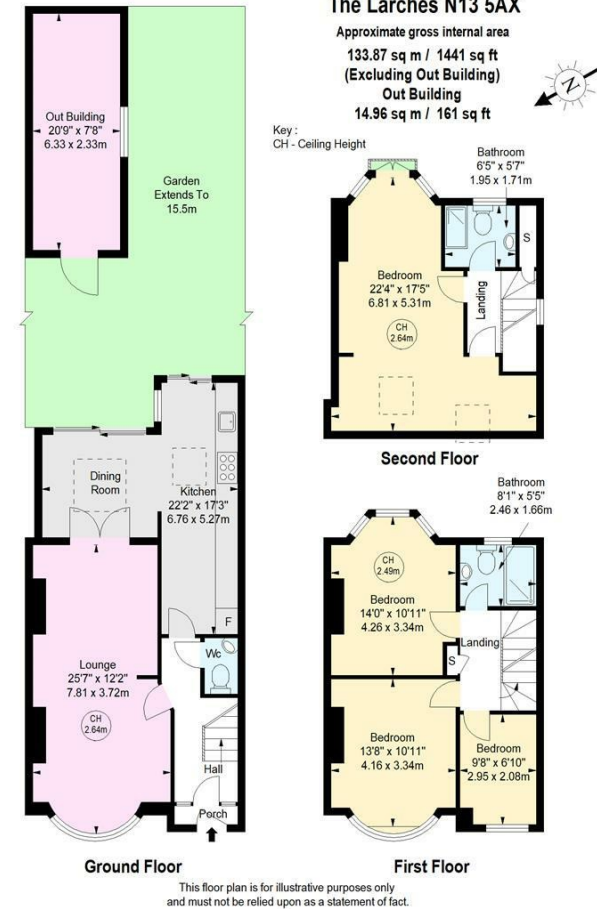 The Larches N13 5AX
Approximate gross internal area
133.87 sq m / 1441 sq ft
(Excluding Out Building)
Out Building
14.96 sq m / 161 sq ft
N
Key :
CH - Ceiling Height
Out Building
20'9" x 7'8"
6.33 x 2.33m
Garden
Extends To
15.5m
Bathroom
6'5" x 5'7"
1.95 x 1.71m
S
Bedroom
22'4" x 17'5"
6.81 x 5.31m
CH
2.64m
Landing
Second Floor
Dining
Room
Kitchen
22'2" x 17'3"
6.76 x 5.27m
F
Wc
Lounge
25'7" x 12'2"
7.81 x 3.72m
CH
2.64m
Hall
Porch
Ground Floor
Bathroom
8'1" x 5'5"
2.46 x 1.66m
CH
2.49m
Bedroom
14'0" x 10'11"
4.26 x 3.34m
Landing
S
Bedroom
13'8" x 10'11"
4.16 x 3.34m
Bedroom
9'8" x 6'10"
2.95 x 2.08m
First Floor
This floor plan is for illustrative purposes only
and must not be relied upon as a statement of fact.